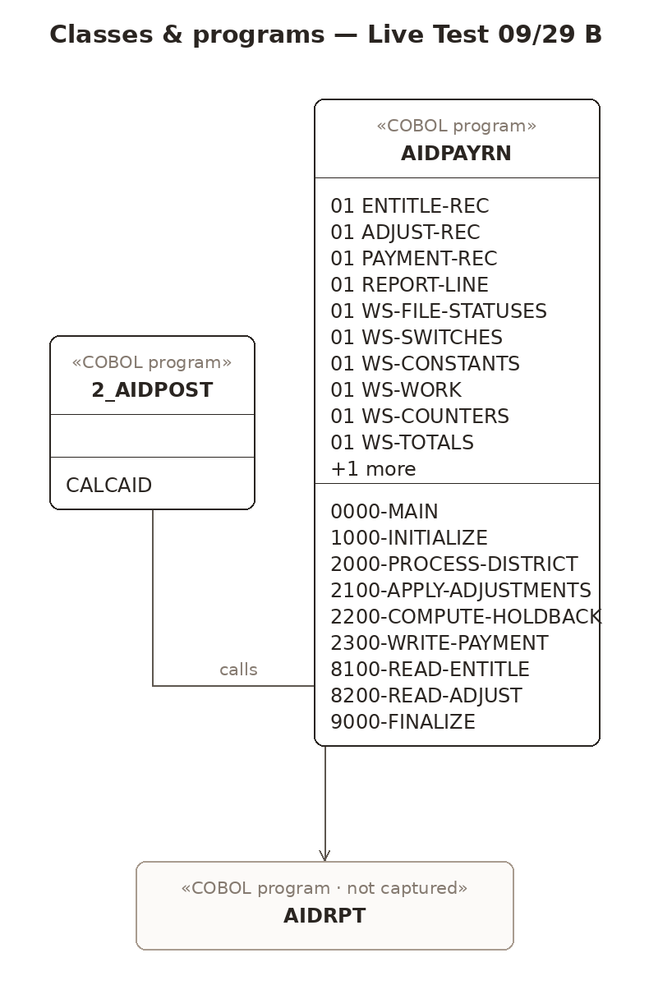 Classes & programs — Live Test 09/29 B
«COBOL program»
AIDPAYRN
01 ENTITLE-REC
01 ADJUST-REC
01 PAYMENT-REC
01 REPORT-LINE
01 WS-FILE-STATUSES
01 WS-SWITCHES
01 WS-CONSTANTS
01 WS-WORK
01 WS-COUNTERS
01 WS-TOTALS
+1 more
0000-MAIN
1000-INITIALIZE
2000-PROCESS-DISTRICT
2100-APPLY-ADJUSTMENTS
2200-COMPUTE-HOLDBACK
2300-WRITE-PAYMENT
8100-READ-ENTITLE
8200-READ-ADJUST
9000-FINALIZE
«COBOL program»
2_AIDPOST
CALCAID
calls
«COBOL program · not captured»
AIDRPT